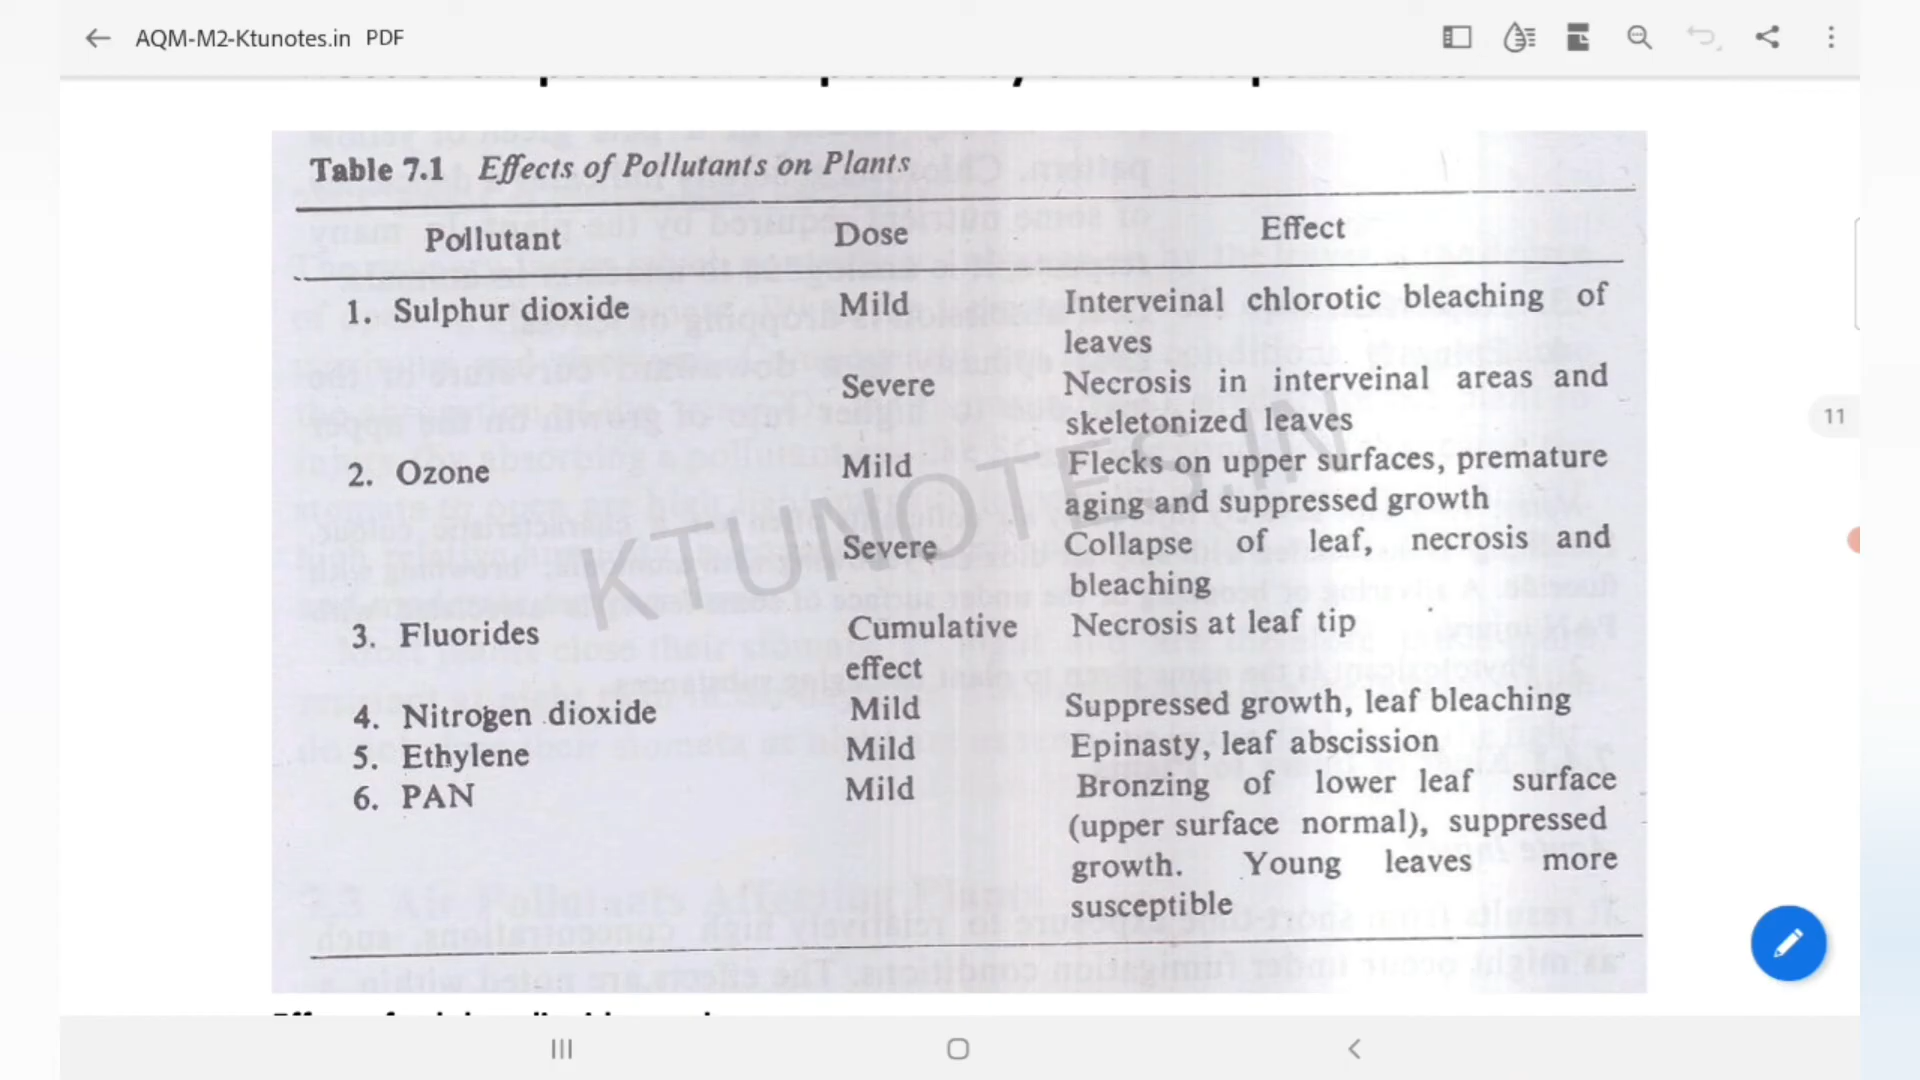 AQM-M2-Ktunotes.in PDF
Table 7.1 Effects of Pollutants on Plants
Pollutant Dose Effect
1. Sulphur dioxide Mild Interveinal chlorotic bleaching of
leaves
Severe Necrosis in interveinal areas and
skeletonized leaves
2. Ozone Mild Flecks on upper surfaces, premature
aging and suppressed growth
Severe Collapse of leaf, necrosis and
bleaching
3. Fluorides Cumulative Necrosis at leaf tip
effect
4. Nitrogen dioxide Mild Suppressed growth, leaf bleaching
5. Ethylene Mild Epinasty, leaf abscission
6. PAN Mild Bronzing of lower leaf surface
(upper surface normal), suppressed
growth. Young leaves more
susceptible
KTUNOTES.IN
11